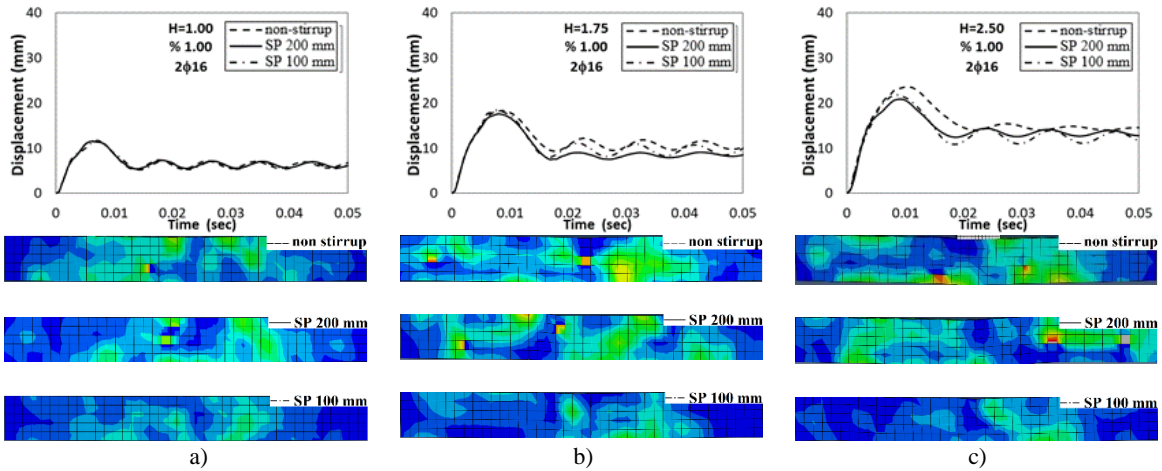 40
30
20
10
0
Displacement (mm)
H=1.00
% 1.00
2ϕ16
non-stirrup
SP 200 mm
SP 100 mm
0 0.01 0.02 0.03 0.04 0.05
Time (sec)
non stirrup
SP 200 mm
SP 100 mm
a)
40
30
20
10
0
Displacement (mm)
H=1.75
% 1.00
2ϕ16
non-stirrup
SP 200 mm
SP 100 mm
0 0.01 0.02 0.03 0.04 0.05
Time (sec)
non stirrup
SP 200 mm
SP 100 mm
b)
40
30
20
10
0
Displacement (mm)
H=2.50
% 1.00
2ϕ16
non-stirrup
SP 200 mm
SP 100 mm
0 0.01 0.02 0.03 0.04 0.05
Time (sec)
non stirrup
SP 200 mm
SP 100 mm
c)